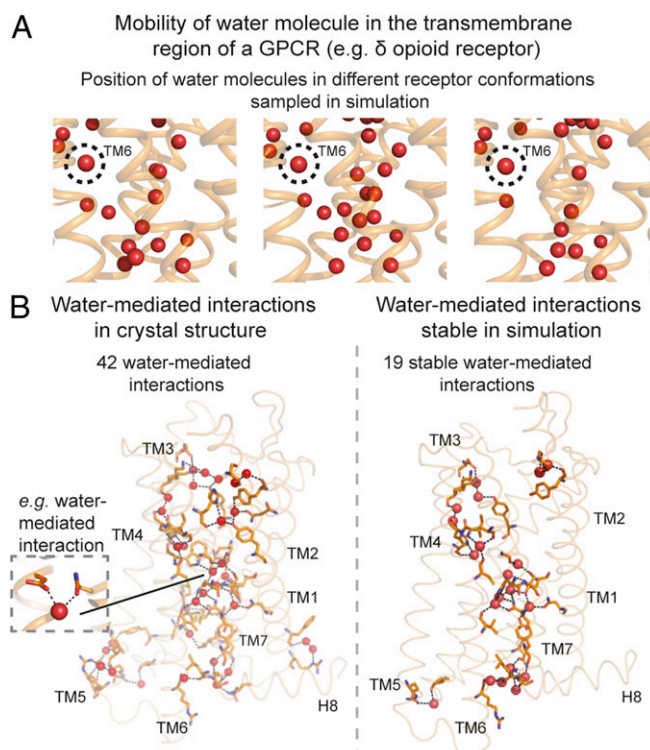 A
Mobility of water molecule in the transmembrane
region of a GPCR (e.g. δ opioid receptor)
Position of water molecules in different receptor conformations
sampled in simulation
TM6
TM6
TM6
B
Water-mediated interactions
in crystal structure
42 water-mediated
interactions
TM3
e.g. water-
mediated
interaction
TM4
TM2
TM1
TM7
TM5
TM6
H8
Water-mediated interactions
stable in simulation
19 stable water-mediated
interactions
TM3
TM2
TM4
TM1
TM7
TM5
TM6
H8